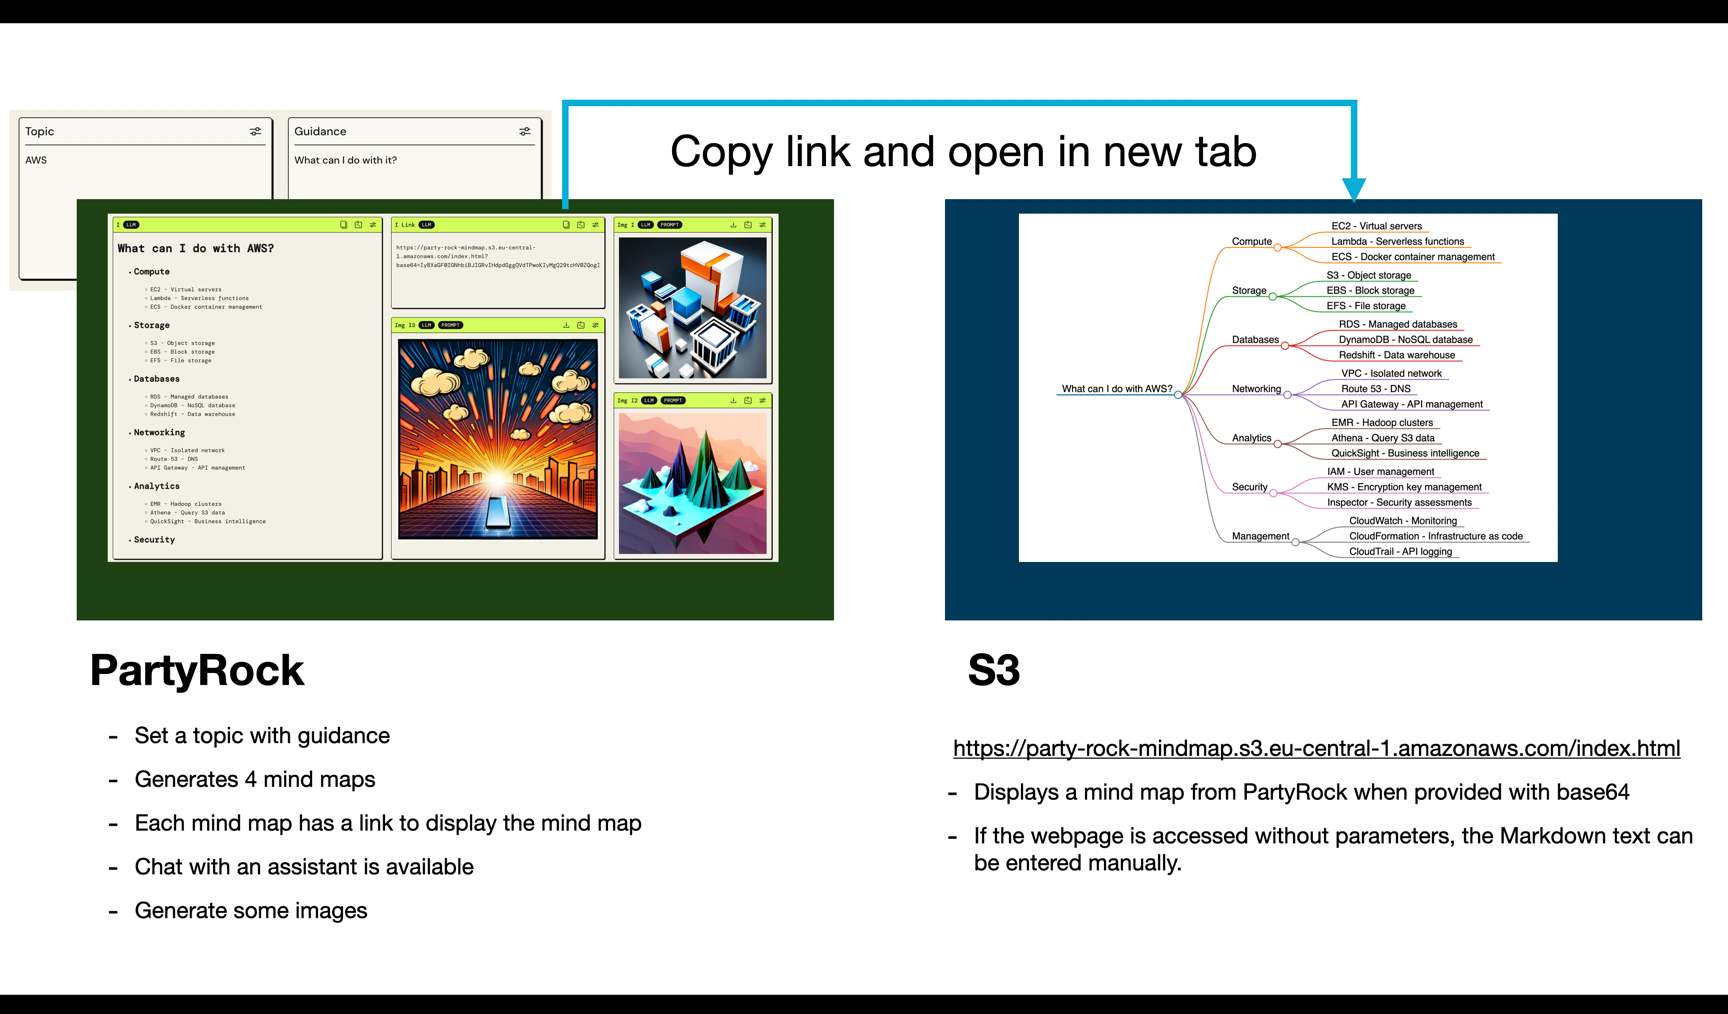 Topic
AWS
Guidance
What can I do with it?
Copy link and open in new tab
I LLM
What can I do with AWS?
• Compute
◦ EC2 - Virtual servers
◦ Lambda - Serverless functions
◦ ECS - Docker container management
• Storage
◦ S3 - Object storage
◦ EBS - Block storage
◦ EFS - File storage
• Databases
◦ RDS - Managed databases
◦ DynamoDB - NoSQL database
◦ Redshift - Data warehouse
• Networking
◦ VPC - Isolated network
◦ Route 53 - DNS
◦ API Gateway - API management
• Analytics
◦ EMR - Hadoop clusters
◦ Athena - Query S3 data
◦ QuickSight - Business intelligence
• Security
I Link LLM
https://party-rock-mindmap.s3.eu-central-
1.amazonaws.com/index.html?
Img I3 LLM PROMPT
Img I LLM PROMPT
Img I2 LLM PROMPT
What can I do with AWS?
Compute
EC2 - Virtual servers
Lambda - Serverless functions
ECS - Docker container management
Storage
S3 - Object storage
EBS - Block storage
EFS - File storage
Databases
RDS - Managed databases
DynamoDB - NoSQL database
Redshift - Data warehouse
Networking
VPC - Isolated network
Route 53 - DNS
API Gateway - API management
Analytics
EMR - Hadoop clusters
Athena - Query S3 data
QuickSight - Business intelligence
Security
IAM - User management
KMS - Encryption key management
Inspector - Security assessments
Management
CloudWatch - Monitoring
CloudFormation - Infrastructure as code
CloudTrail - API logging
PartyRock
- Set a topic with guidance
- Generates 4 mind maps
- Each mind map has a link to display the mind map
- Chat with an assistant is available
- Generate some images
S3
https://party-rock-mindmap.s3.eu-central-1.amazonaws.com/index.html
- Displays a mind map from PartyRock when provided with base64
- If the webpage is accessed without parameters, the Markdown text can
be entered manually.